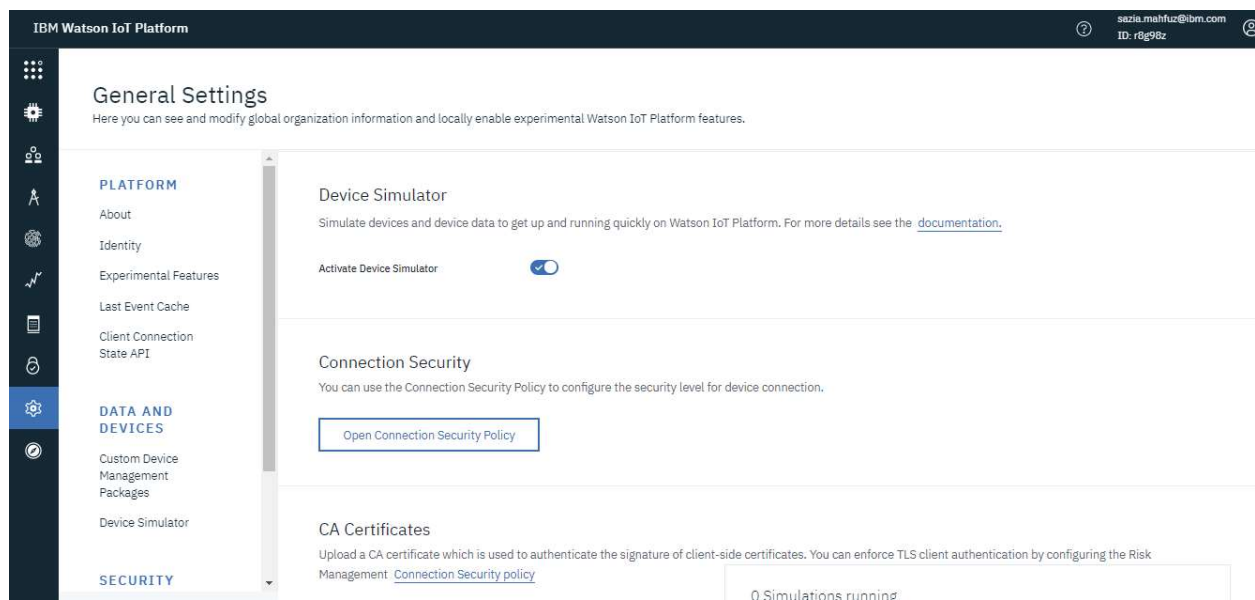 IBM Watson IoT Platform
sazia.mahfuz@ibm.com
ID: r8g98z
General Settings
Here you can see and modify global organization information and locally enable experimental Watson IoT Platform features.
PLATFORM
About
Identity
Experimental Features
Last Event Cache
Client Connection
State API
DATA AND
DEVICES
Custom Device
Management
Packages
Device Simulator
SECURITY
Device Simulator
Simulate devices and device data to get up and running quickly on Watson IoT Platform. For more details see the documentation.
Activate Device Simulator
Connection Security
You can use the Connection Security Policy to configure the security level for device connection.
Open Connection Security Policy
CA Certificates
Upload a CA certificate which is used to authenticate the signature of client-side certificates. You can enforce TLS client authentication by configuring the Risk
Management Connection Security policy
0 Simulations running